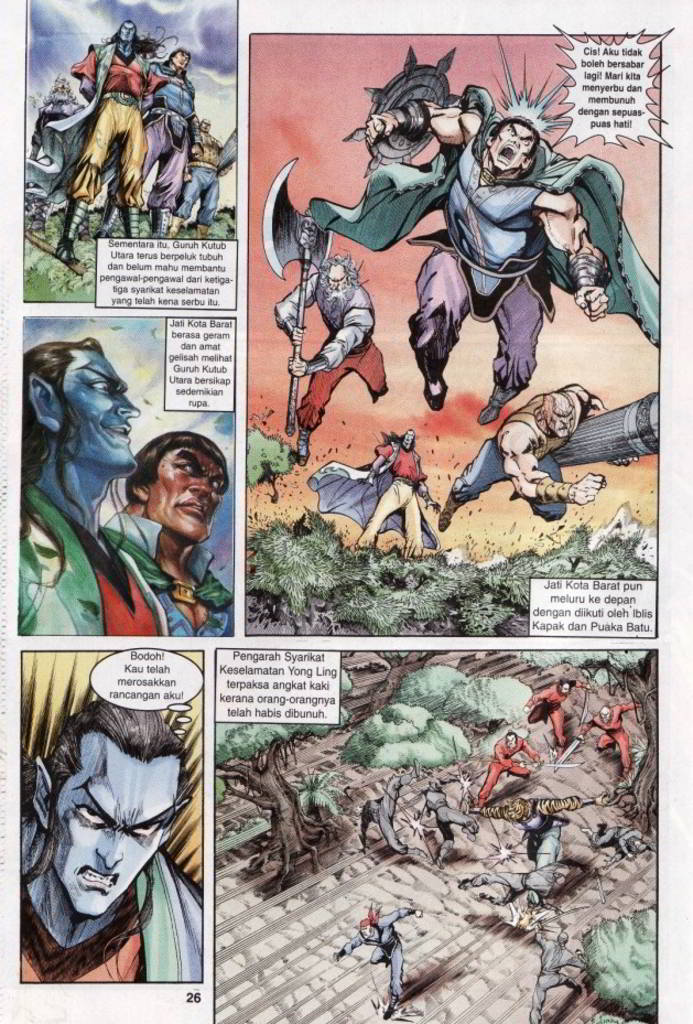 Sementara itu, Guruh Kutub
Utara terus berpeluk tubuh
dan belum mahu membantu
pengawal-pengawal dari ketiga-
tiga syarikat keselamatan
yang telah kena serbu itu.
Cis! Aku tidak
boleh bersabar
lagi! Mari kita
menyerbu dan
membunuh
dengan sepuas-
puas hati!
Jati Kota Barat
berasa geram
dan amat
gelisah melihat
Guruh Kutub
Utara bersikap
sedemikian
rupa.
Jati Kota Barat pun
meluru ke depan
dengan diikuti oleh Iblis
Kapak dan Puaka Batu.
Bodoh!
Kau telah
merosakkan
rancangan aku!
Pengarah Syarikat
Keselamatan Yong Ling
terpaksa angkat kaki
kerana orang-orangnya
telah habis dibunuh.
26